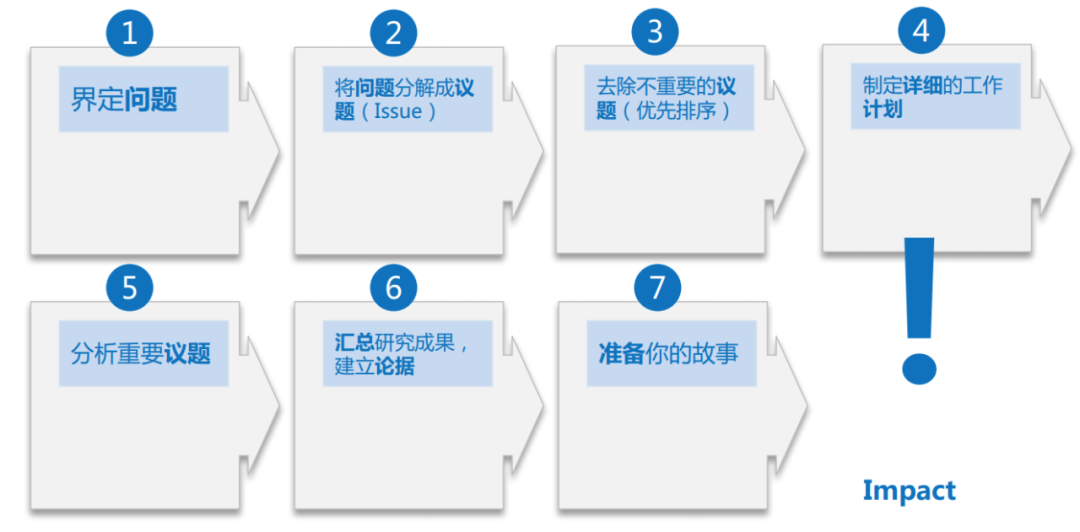 1
界定问题
2
将问题分解成议
题（Issue）
3
去除不重要的议
题（优先排序）
4
制定详细的工作
计划
5
分析重要议题
6
汇总研究成果，
建立论据
7
准备你的故事
!
Impact